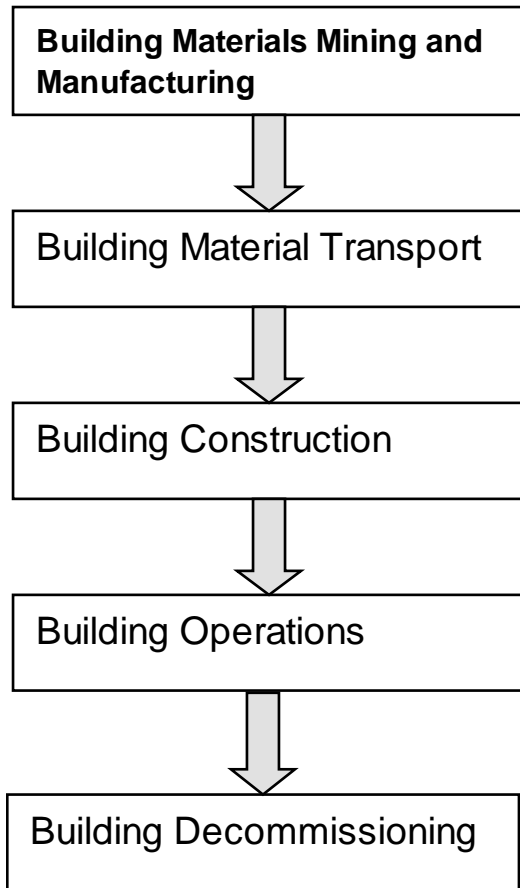 Building Materials Mining and
Manufacturing
Building Material Transport
Building Construction
Building Operations
Building Decommissioning